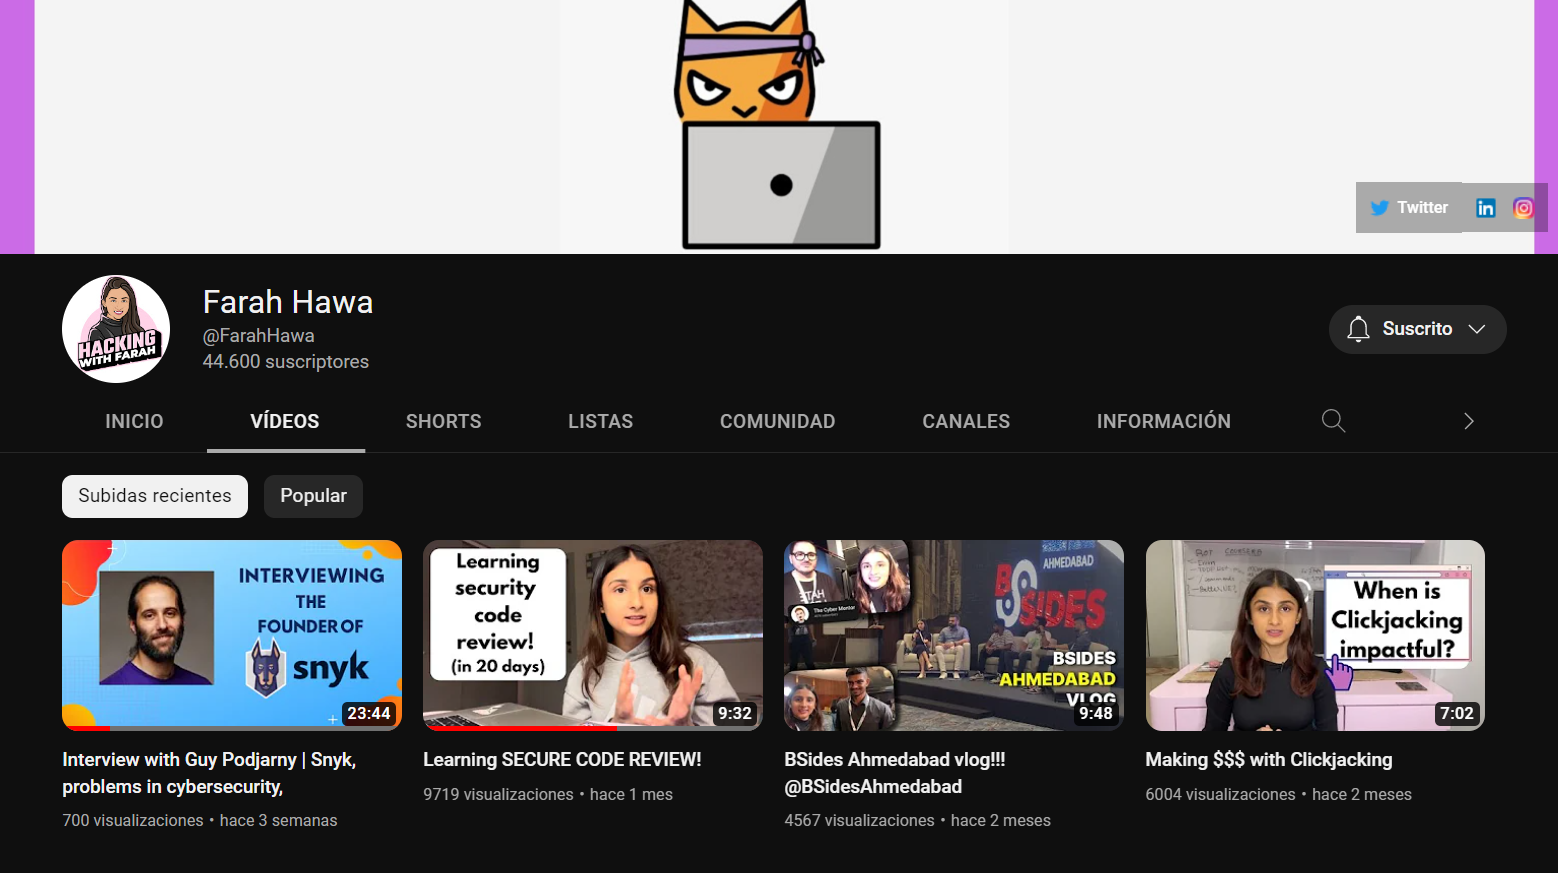 Twitter
HACKING
WITH FARAH
Farah Hawa
@FarahHawa
44.600 suscriptores
Suscrito
INICIO
VÍDEOS
SHORTS
LISTAS
COMUNIDAD
CANALES
INFORMACIÓN
Subidas recientes
Popular
INTERVIEWING
THE
FOUNDER OF
snyk
23:44
Interview with Guy Podjarny | Snyk,
problems in cybersecurity,
700 visualizaciones • hace 3 semanas
Learning
security
code
review!
(in 20 days)
9:32
Learning SECURE CODE REVIEW!
9719 visualizaciones • hace 1 mes
The Cyber Mentor
AHMEDABAD
BSIDES
BSIDES
AHMEDABAD
VLOG
9:48
BSides Ahmedabad vlog!!!
@BSidesAhmedabad
4567 visualizaciones • hace 2 meses
When is
Clickjacking
impactful?
7:02
Making $$$ with Clickjacking
6004 visualizaciones • hace 2 meses